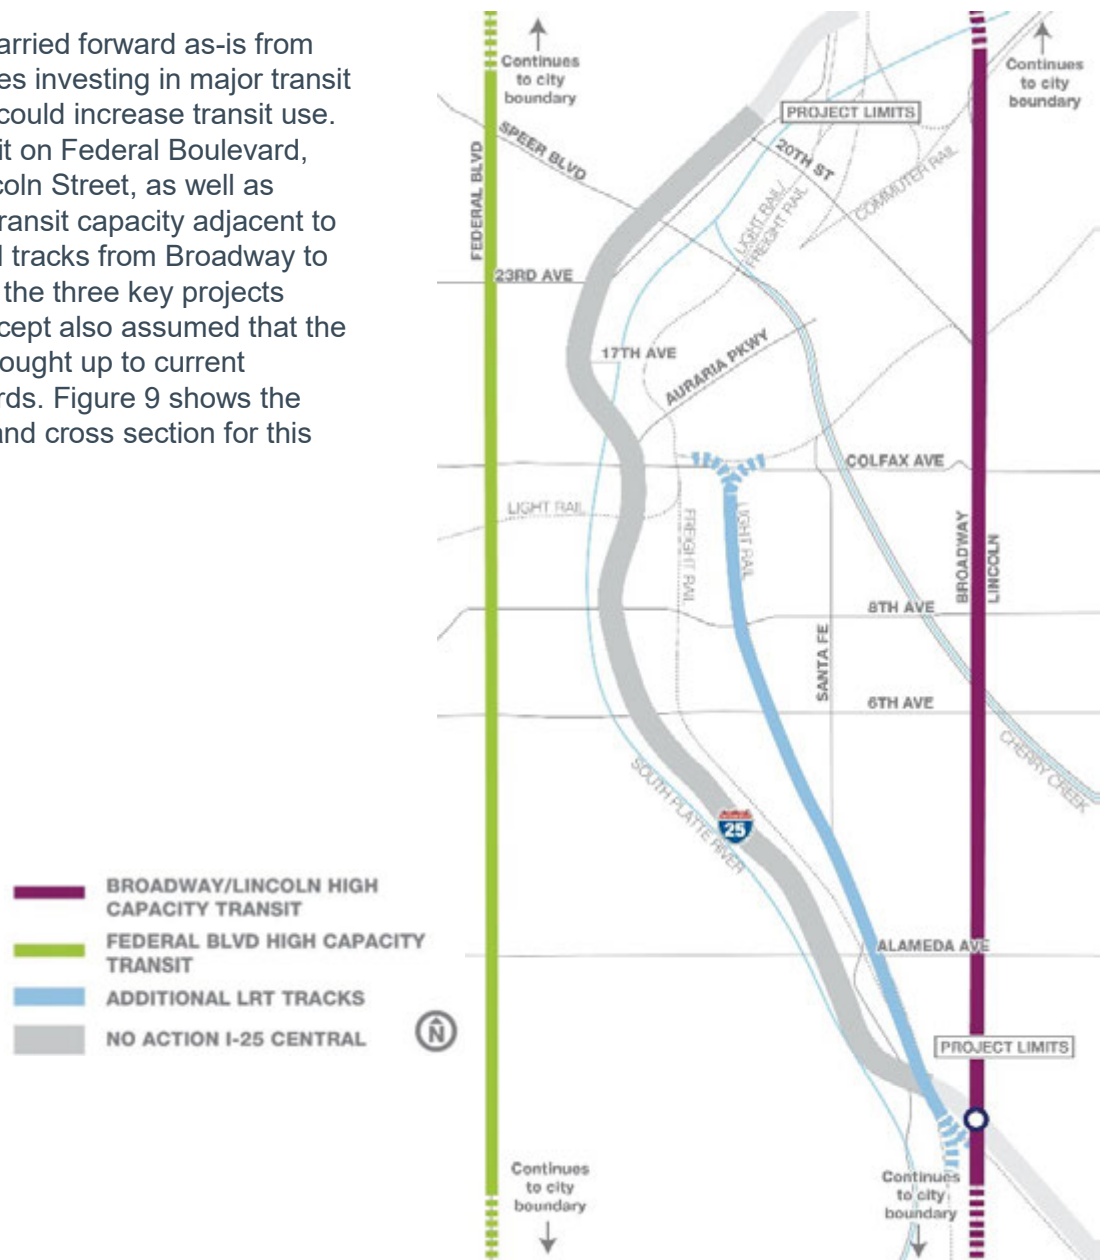 arried forward as-is from
es investing in major transit
could increase transit use.
it on Federal Boulevard,
coln Street, as well as
ransit capacity adjacent to
l tracks from Broadway to
the three key projects
cept also assumed that the
ought up to current
rds. Figure 9 shows the
and cross section for this
Continues
to city
boundary
Continues
to city
boundary
PROJECT LIMITS
SPEER BLVD
20TH ST
FEDERAL BLVD
COMMUTER RAIL
LIGHT RAIL/
FREIGHT RAIL
23RD AVE
17TH AVE
AURARIA PKWY
COLFAX AVE
LIGHT RAIL
FREIGHT RAIL
LIGHT RAIL
BROADWAY
LINCOLN
8TH AVE
SANTA FE
6TH AVE
CHERRY CREEK
SOUTH PLATTE RIVER
25
BROADWAY/LINCOLN HIGH
CAPACITY TRANSIT
FEDERAL BLVD HIGH CAPACITY
TRANSIT
ADDITIONAL LRT TRACKS
NO ACTION I-25 CENTRAL
N
ALAMEDA AVE
PROJECT LIMITS
Continues
to city
boundary
Continues
to city
boundary